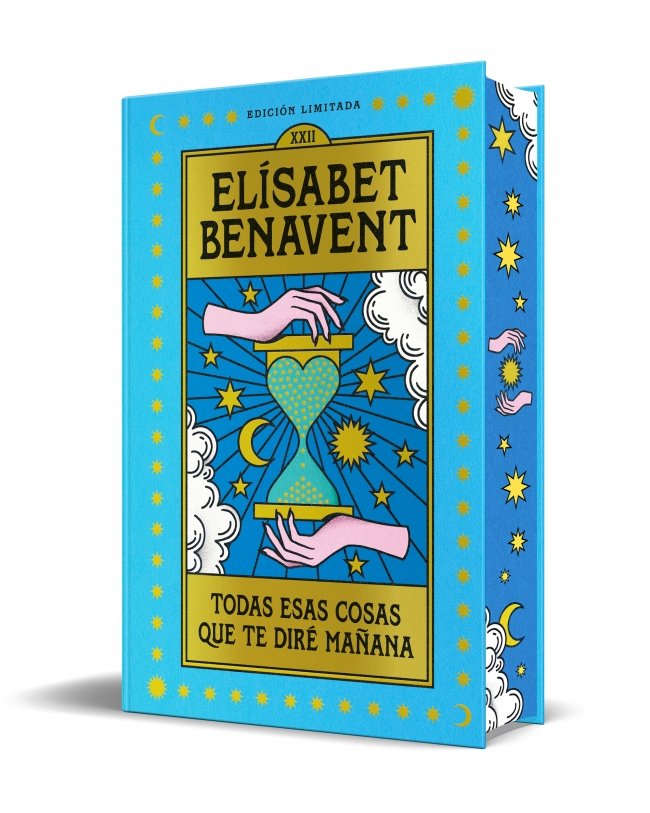 EDICIÓN LIMITADA
XXII
ELÍSABET
BENAVENT
TODAS ESAS COSAS
QUE TE DIRÉ MAÑANA